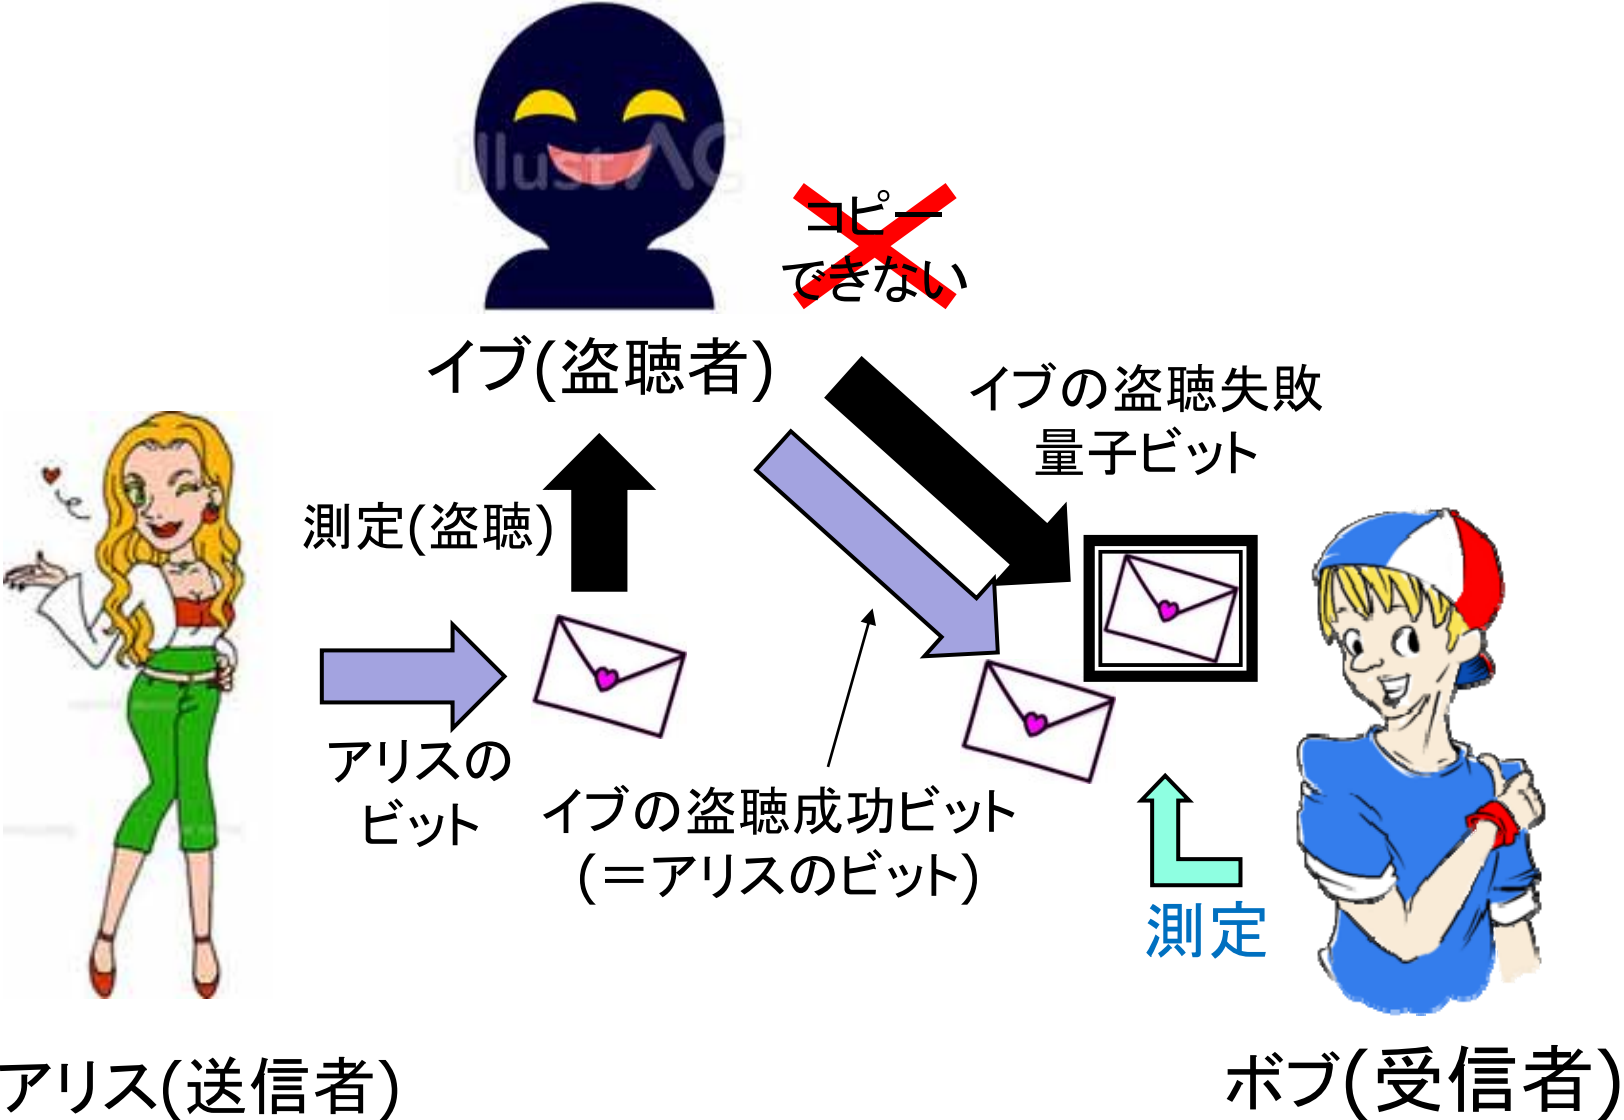 illustAC
コピー
できない
イブ(盗聴者)
イブの盗聴失敗
量子ビット
測定(盗聴)
アリスの
ビット
イブの盗聴成功ビット
(＝アリスのビット)
測定
アリス(送信者)
ボブ(受信者)